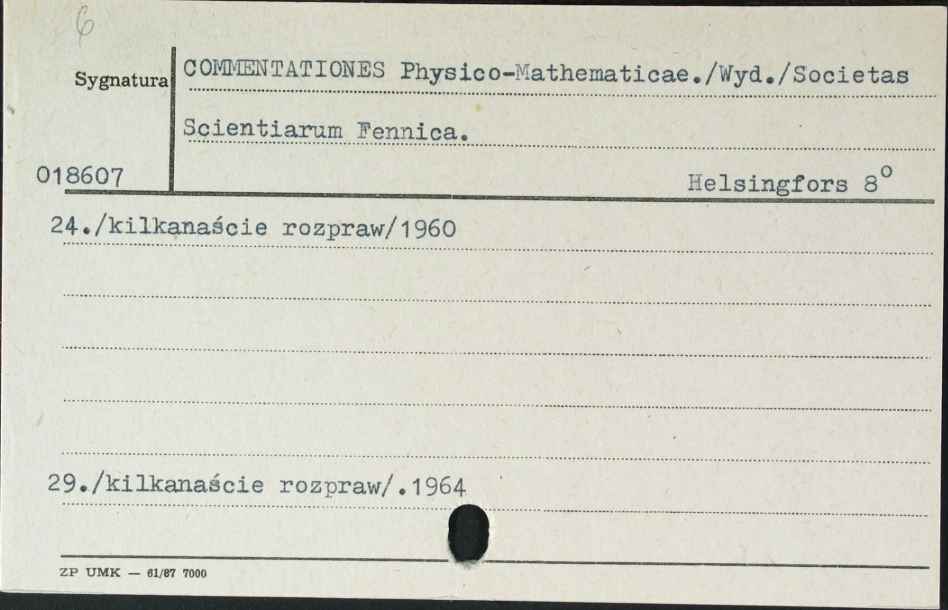 6
Sygnatura
COMMENTATIONES Physico-Mathematicae./Wyd./Societas
Scientiarum Fennica.
018607
Helsingfors 8°
24./kilkanaście rozpraw/1960
29./kilkanaście rozpraw/.1964
ZP UMK — 61/67 7000